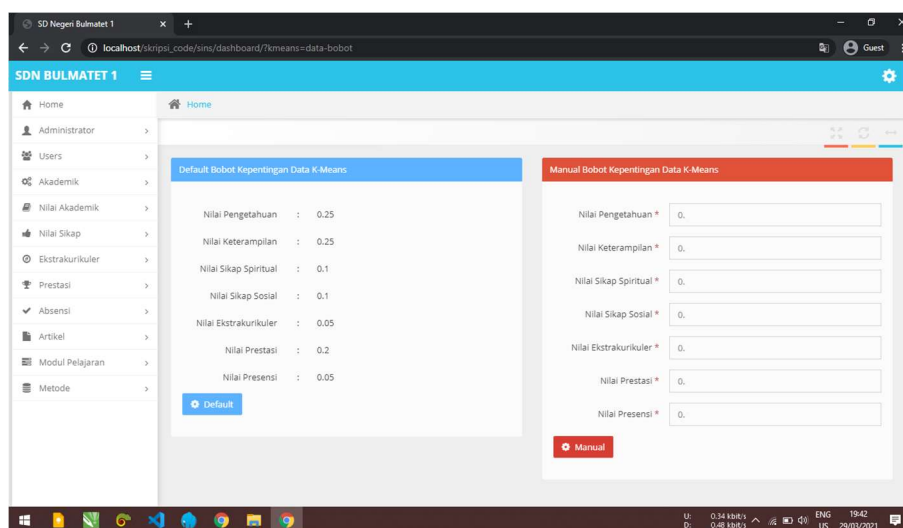 SD Negeri Bulmatet 1
localhost/skripsi_code/sins/dashboard/?kmeans=data-bobot
Guest
SDN BULMATET 1
Home
Administrator
Users
Akademik
Nilai Akademik
Nilai Sikap
Ekstrakurikuler
Prestasi
Absensi
Artikel
Modul Pelajaran
Metode
Home
Default Bobot Kepentingan Data K-Means
Nilai Pengetahuan : 0.25
Nilai Keterampilan : 0.25
Nilai Sikap Spiritual : 0.1
Nilai Sikap Sosial : 0.1
Nilai Ekstrakurikuler : 0.05
Nilai Prestasi : 0.2
Nilai Presensi : 0.05
Default
Manual Bobot Kepentingan Data K-Means
Nilai Pengetahuan * 0.
Nilai Keterampilan * 0.
Nilai Sikap Spiritual * 0.
Nilai Sikap Sosial * 0.
Nilai Ekstrakurikuler * 0.
Nilai Prestasi * 0.
Nilai Presensi * 0.
Manual
U: 0.34 kbit/s
D: 0.48 kbit/s
ENG
US
19:42
29/03/2021